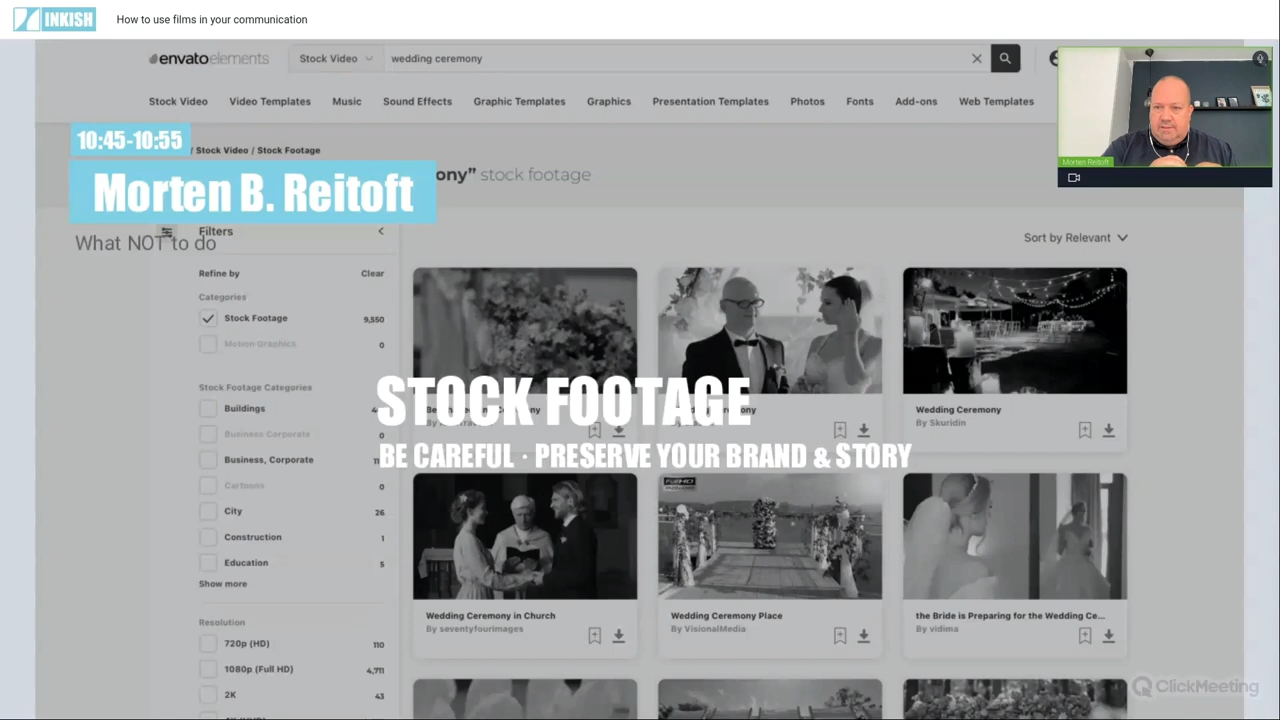 INKISH
How to use films in your communication
envatoelements
Stock Video
wedding ceremony
Stock Video
Video Templates
Music
Sound Effects
Graphic Templates
Graphics
Presentation Templates
Photos
Fonts
Add-ons
Web Templates
Morten Reitoft
10:45-10:55
/ Stock Video / Stock Footage
Morten B. Reitoft
ony” stock footage
What NOT to do
Filters
Sort by Relevant
Refine by
Clear
Categories
Stock Footage
9,550
Motion Graphics
0
Stock Footage Categories
Buildings
Business Corporate
0
Business, Corporate
Cartoons
0
City
26
Construction
1
Education
5
Show more
Resolution
720p (HD)
110
1080p (Full HD)
4,711
2K
43
STOCK FOOTAGE
BE CAREFUL · PRESERVE YOUR BRAND & STORY
Wedding Ceremony
By Skuridin
Wedding Ceremony in Church
By seventyfourimages
Wedding Ceremony Place
By VisionalMedia
the Bride is Preparing for the Wedding Ce...
By vidima
ClickMeeting